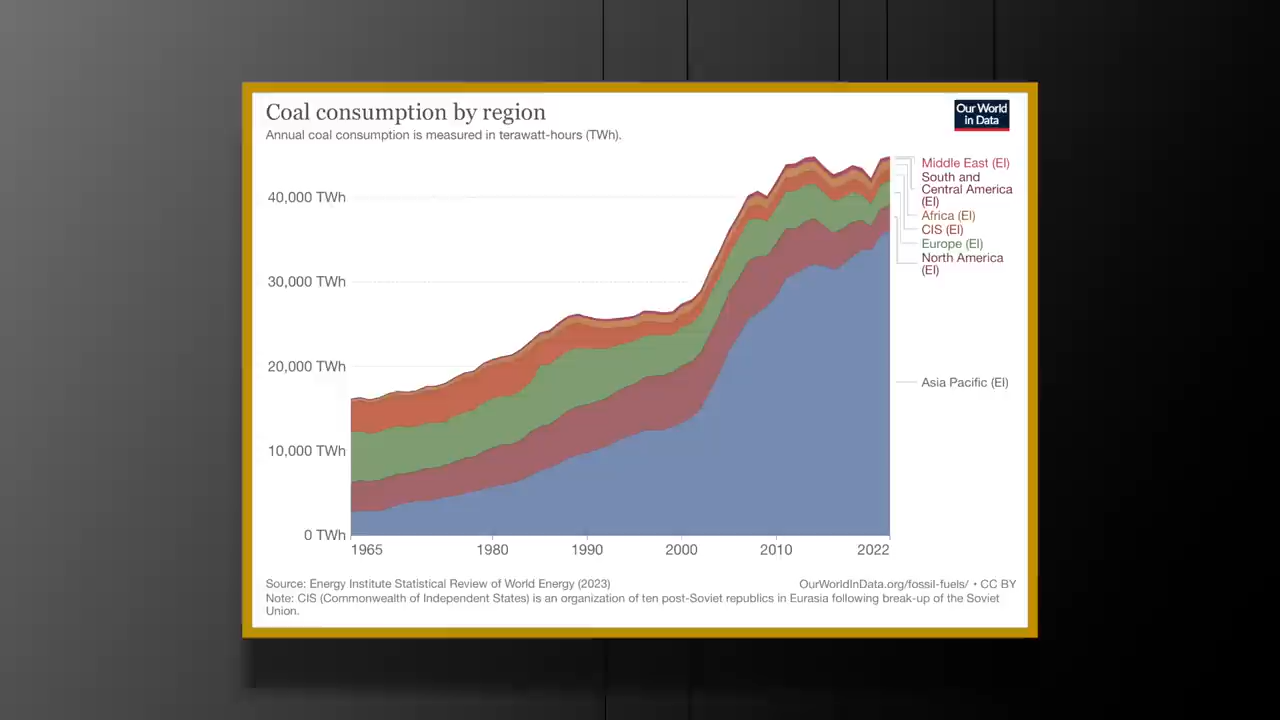 Coal consumption by region
Annual coal consumption is measured in terawatt-hours (TWh).
Our World
in Data
40,000 TWh
30,000 TWh
20,000 TWh
10,000 TWh
0 TWh
1965
1980
1990
2000
2010
2022
Middle East (EI)
South and
Central America
(EI)
Africa (EI)
CIS (EI)
Europe (EI)
North America
(EI)
Asia Pacific (EI)
Source: Energy Institute Statistical Review of World Energy (2023)
OurWorldInData.org/fossil-fuels/ • CC BY
Note: CIS (Commonwealth of Independent States) is an organization of ten post-Soviet republics in Eurasia following break-up of the Soviet
Union.